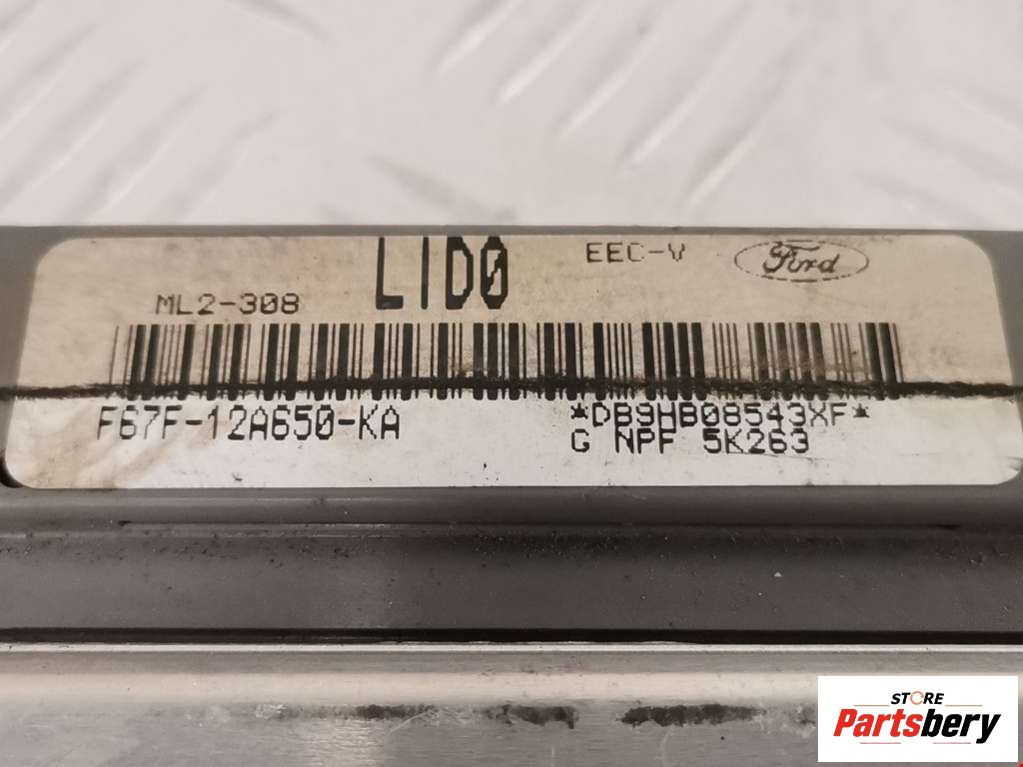 LID0
EEC-V
Ford
ML2-308
F67F-12A650-KA
*DB9HB08543XF*
G NPF 5K263
STORE
Partsbery